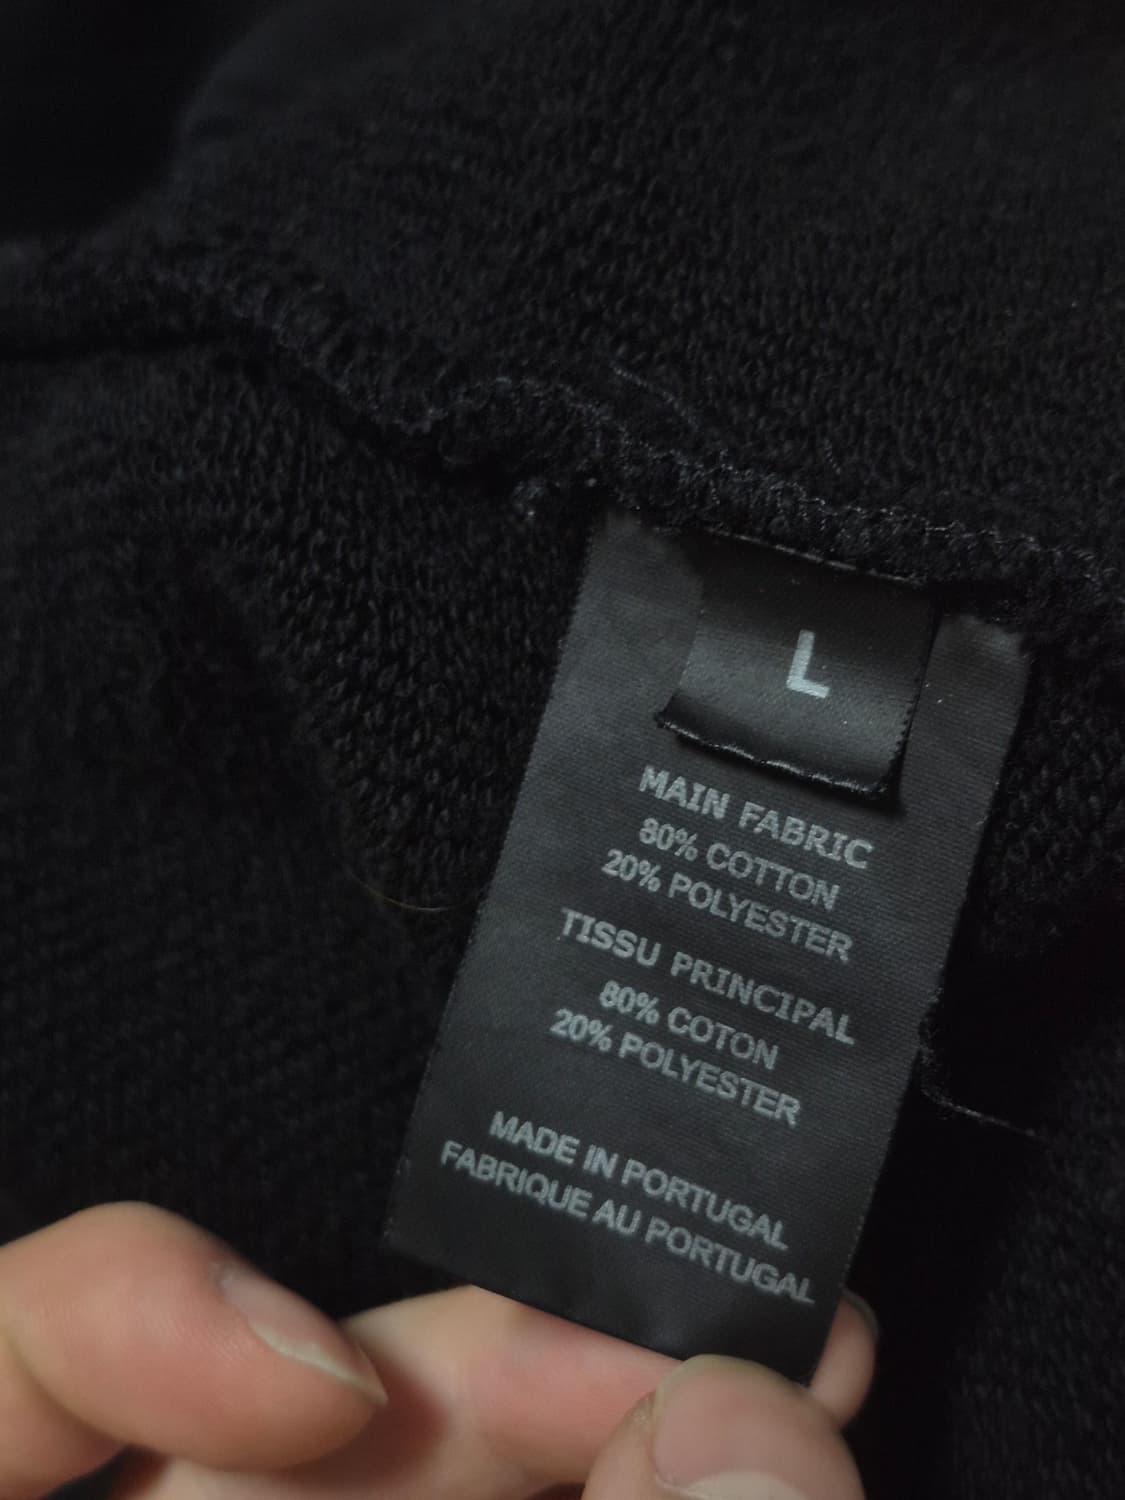 L
MAIN FABRIC
80% COTTON
20% POLYESTER
TISSU PRINCIPAL
80% COTON
20% POLYESTER
MADE IN PORTUGAL
FABRIQUE AU PORTUGAL